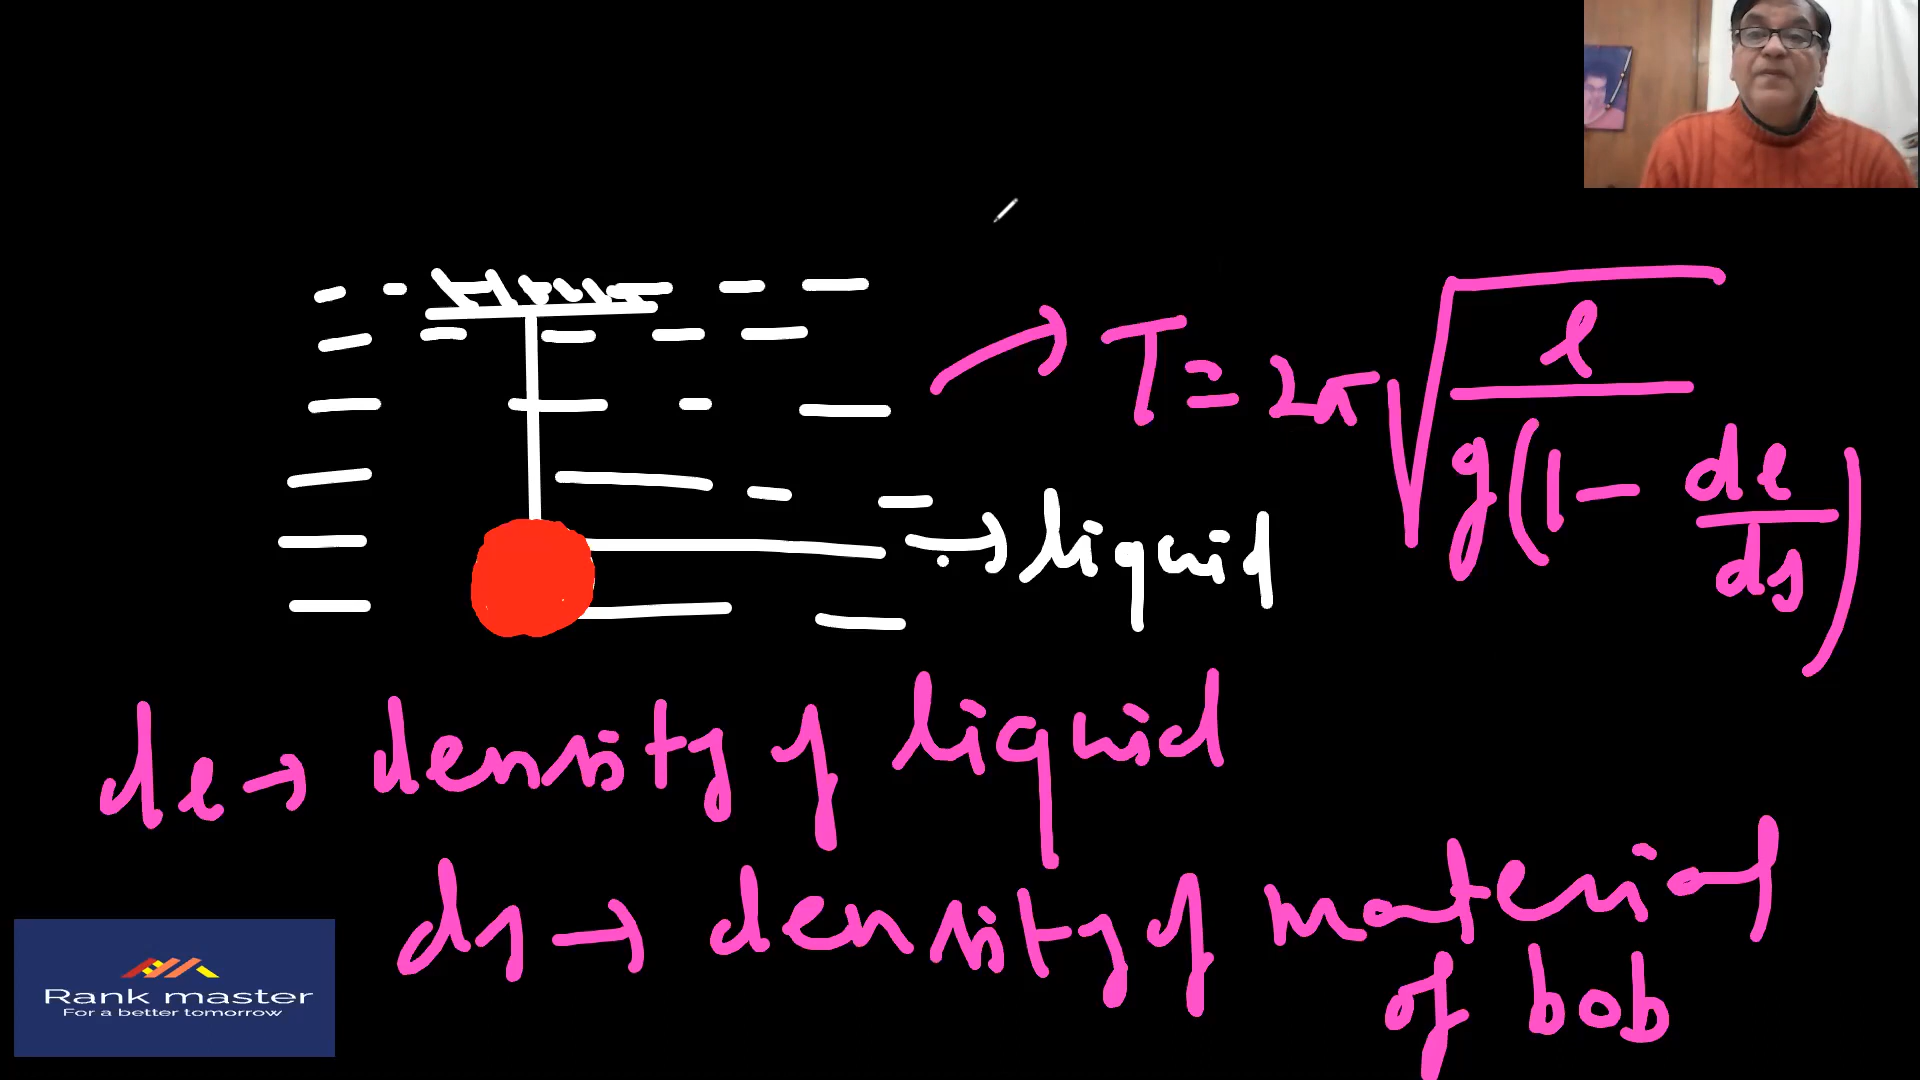 T = 2π√(l / g(1 - dl/ds))
→ liquid
dl → density of liquid
ds → density of material
of bob
Rank master
For a better tomorrow